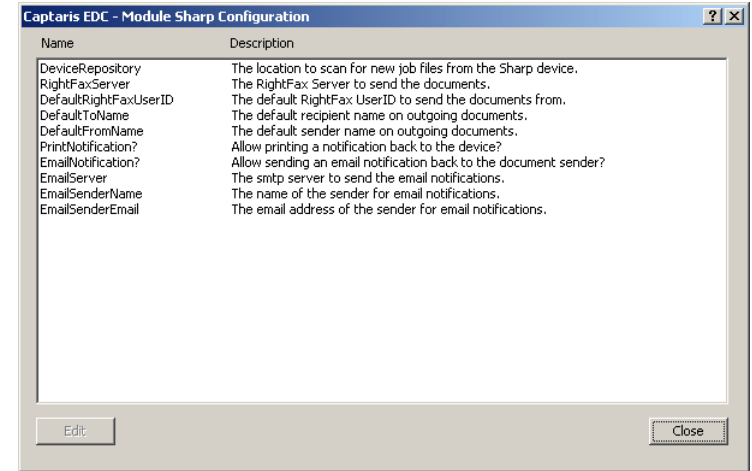 Captaris EDC - Module Sharp Configuration
Name Description
DeviceRepository The location to scan for new job files from the Sharp device.
RightFaxServer The RightFax Server to send the documents.
DefaultRightFaxUserID The default RightFax UserID to send the documents from.
DefaultToName The default recipient name on outgoing documents.
DefaultFromName The default sender name on outgoing documents.
PrintNotification? Allow printing a notification back to the device?
EmailNotification? Allow sending an email notification back to the document sender?
EmailServer The smtp server to send the email notifications.
EmailSenderName The name of the sender for email notifications.
EmailSenderEmail The email address of the sender for email notifications.
Edit Close